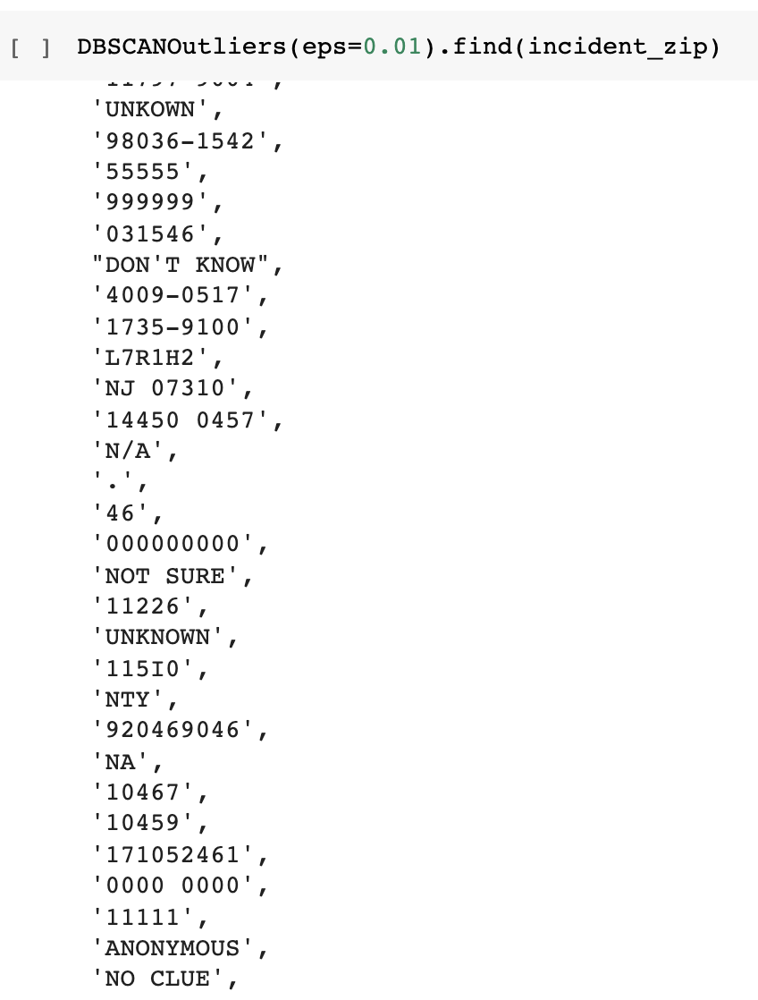 [ ] DBSCANOutliers(eps=0.01).find(incident_zip)
'UNKOWN',
'98036-1542',
'55555',
'999999',
'031546',
"DON'T KNOW",
'4009-0517',
'1735-9100',
'L7R1H2',
'NJ 07310',
'14450 0457',
'N/A',
'.',
'46',
'000000000',
'NOT SURE',
'11226',
'UNKNOWN',
'115I0',
'NTY',
'920469046',
'NA',
'10467',
'10459',
'171052461',
'0000 0000',
'11111',
'ANONYMOUS',
'NO CLUE',